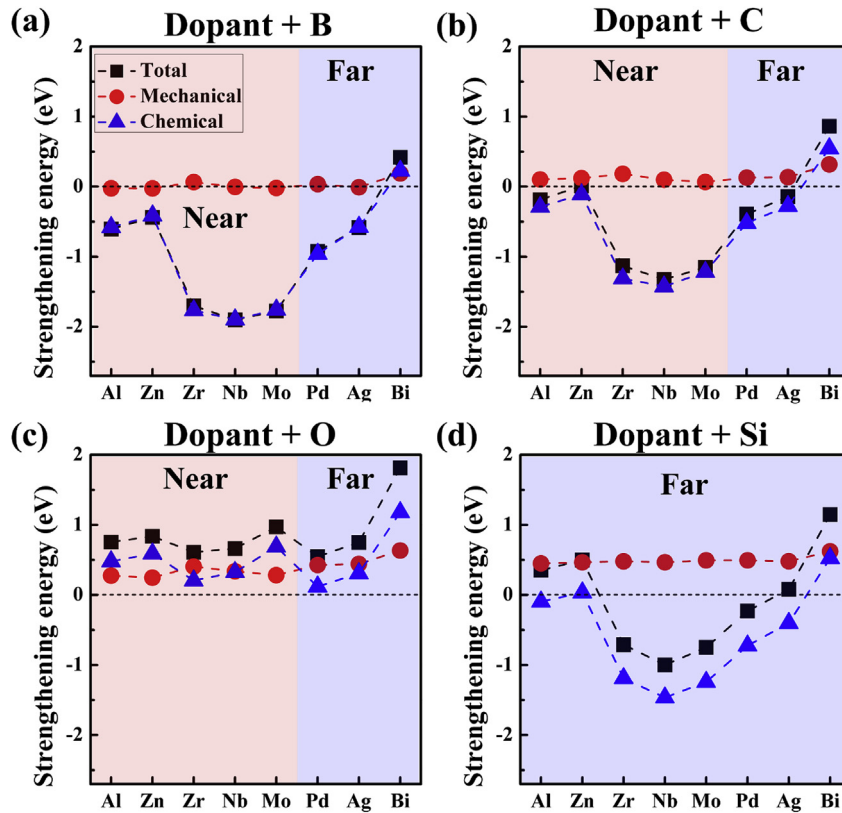 (a) Dopant + B
Strengthening energy (eV)
2
1
0
-1
-2
Total
Mechanical
Chemical
Near
Far
Al Zn Zr Nb Mo Pd Ag Bi
(b) Dopant + C
Strengthening energy (eV)
2
1
0
-1
-2
Near
Far
Al Zn Zr Nb Mo Pd Ag Bi
(c) Dopant + O
Strengthening energy (eV)
2
1
0
-1
-2
Near
Far
Al Zn Zr Nb Mo Pd Ag Bi
(d) Dopant + Si
Strengthening energy (eV)
2
1
0
-1
-2
Far
Al Zn Zr Nb Mo Pd Ag Bi